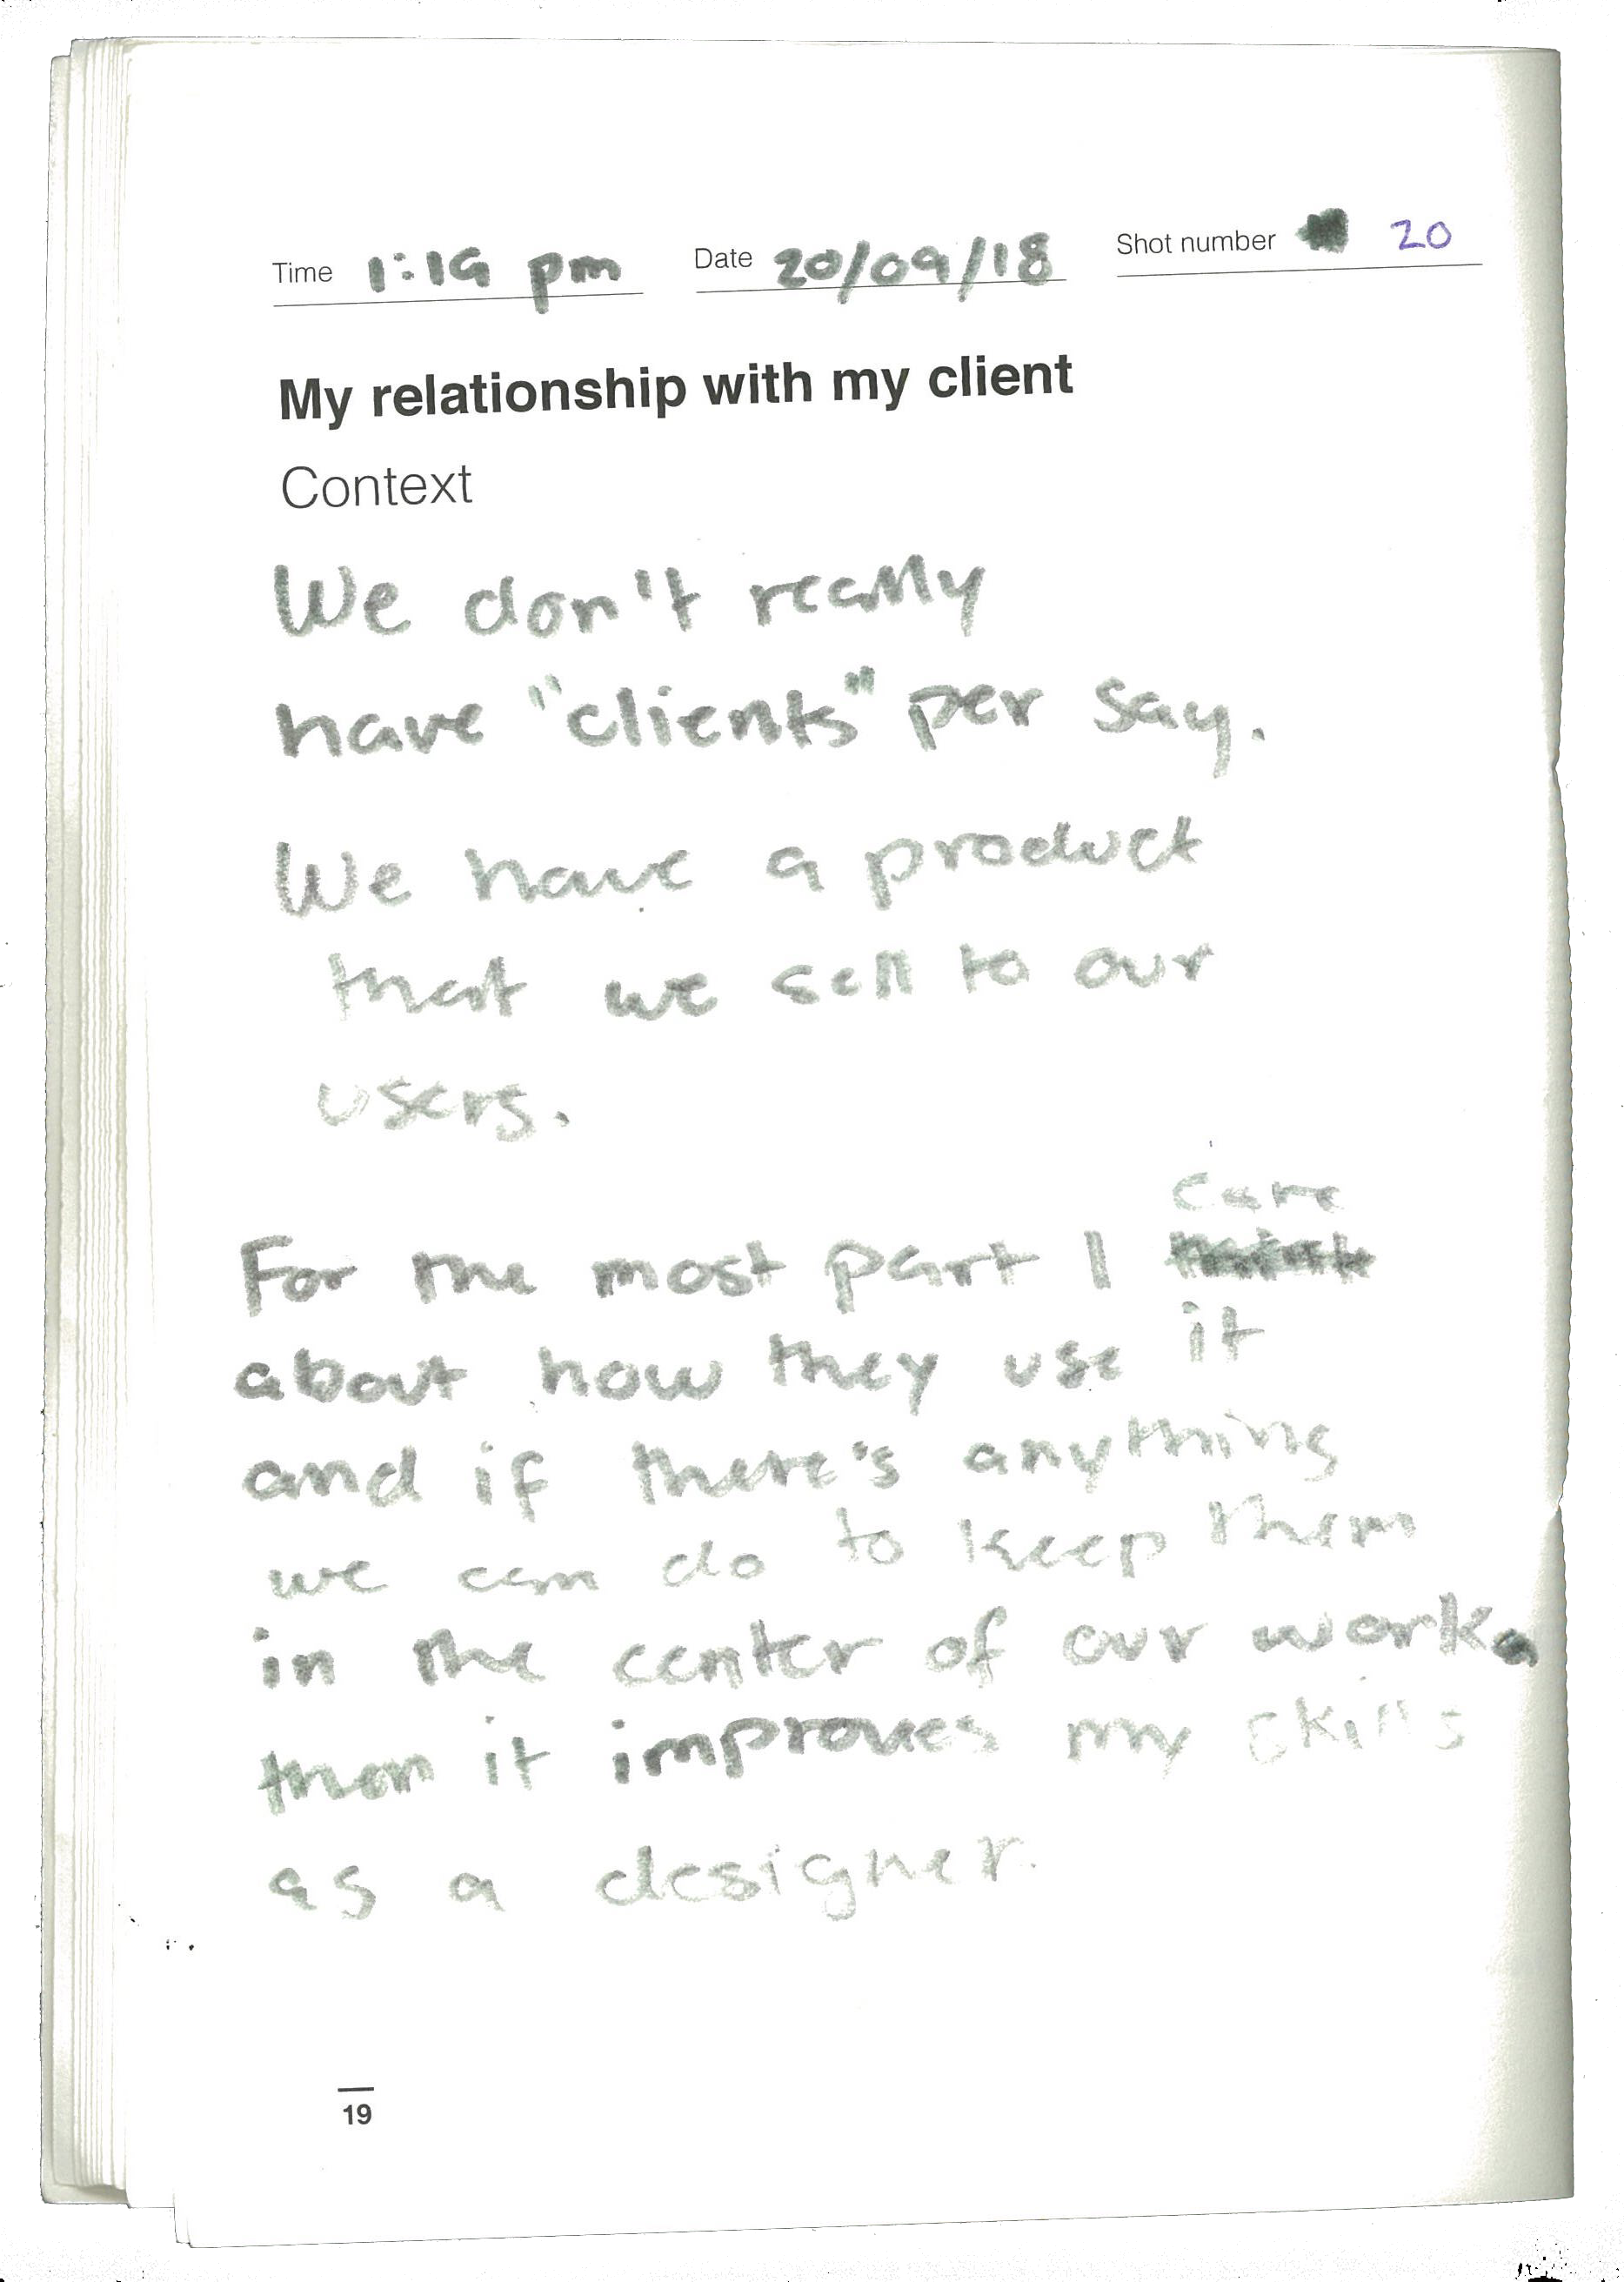 Time 1:19 pm Date 20/09/18 Shot number 20
My relationship with my client
Context
We don't really
have "clients" per say.
We have a product
that we sell to our
users.
care
For the most part I
about how they use it
and if there's anything
we can do to keep them
in the center of our work.
then it improves my skills
as a designer.
19